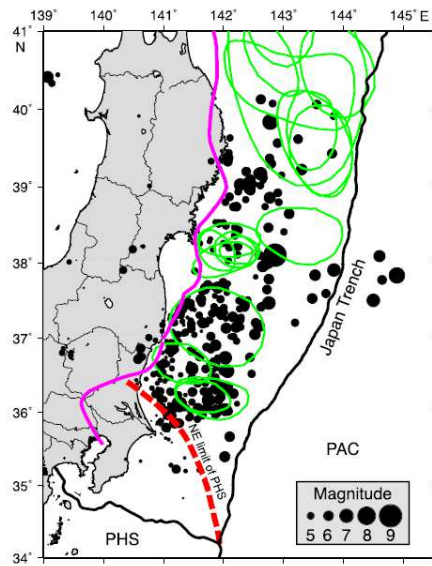 139° 140° 141° 142° 143° 144° 145° E
N
41°
40°
39°
38°
37°
36°
35°
34°
Japan Trench
NE limit of PHS
PAC
PHS
Magnitude
5 6 7 8 9